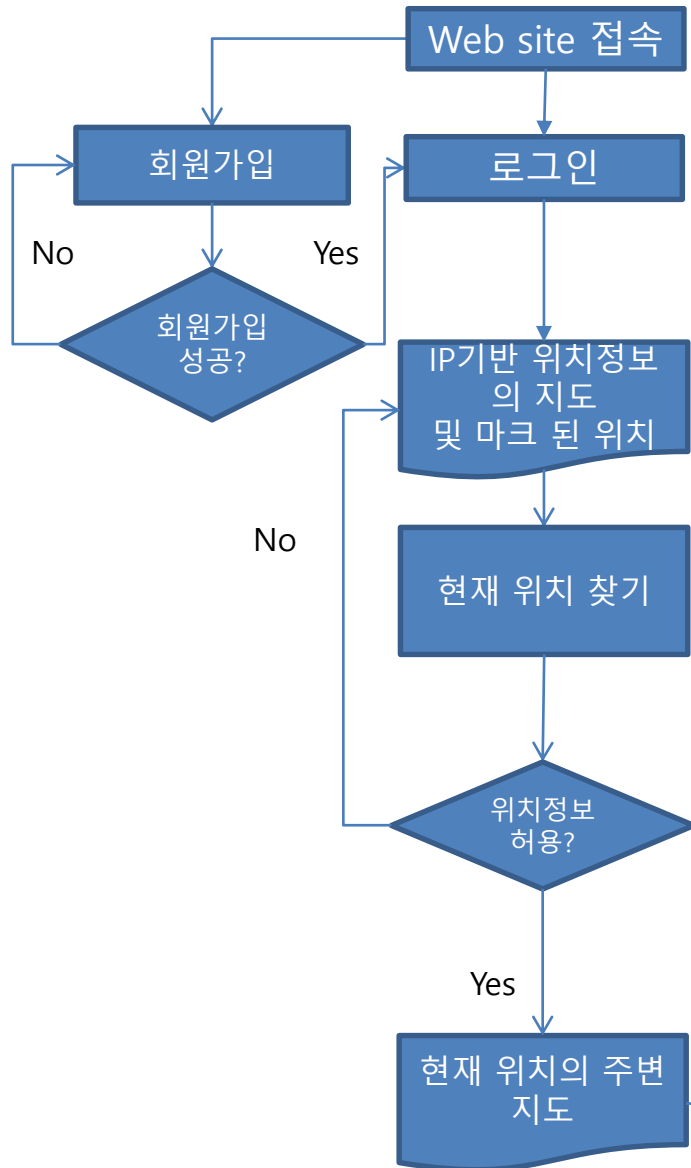 Web site 접속
회원가입
로그인
No
Yes
회원가입
성공?
IP기반 위치정보
의 지도
및 마크 된 위치
No
현재 위치 찾기
위치정보
허용?
Yes
현재 위치의 주변
지도